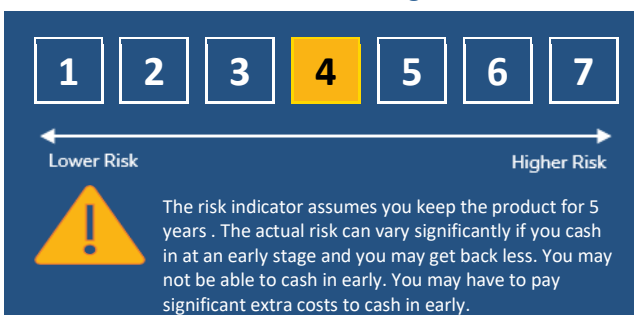 1 2 3 4 5 6 7
Lower Risk Higher Risk
!
The risk indicator assumes you keep the product for 5
years . The actual risk can vary significantly if you cash
in at an early stage and you may get back less. You may
not be able to cash in early. You may have to pay
significant extra costs to cash in early.